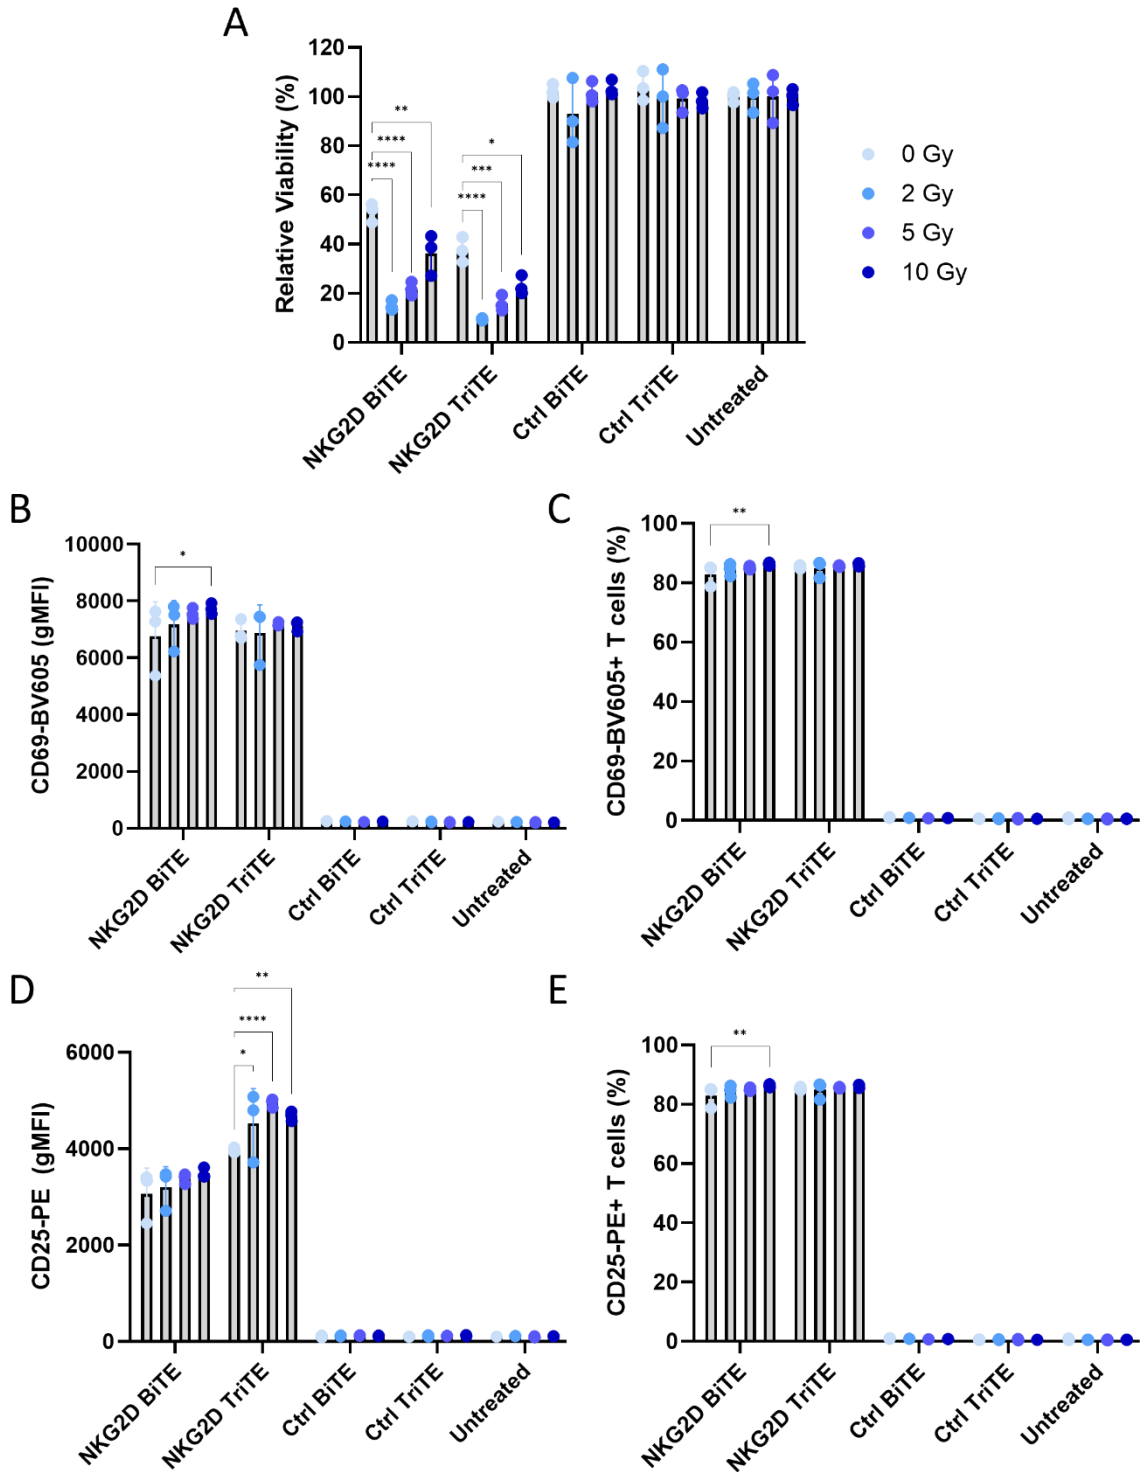 A
Relative Viability (%)
120
100
80
60
40
20
0
**
****
****
*
***
****
NKG2D BiTE
NKG2D TriTE
Ctrl BiTE
Ctrl TriTE
Untreated
0 Gy
2 Gy
5 Gy
10 Gy
B
CD69-BV605 (gMFI)
10000
8000
6000
4000
2000
0
*
NKG2D BiTE
NKG2D TriTE
Ctrl BiTE
Ctrl TriTE
Untreated
C
CD69-BV605+ T cells (%)
100
80
60
40
20
0
**
NKG2D BiTE
NKG2D TriTE
Ctrl BiTE
Ctrl TriTE
Untreated
D
CD25-PE (gMFI)
6000
4000
2000
0
**
****
*
NKG2D BiTE
NKG2D TriTE
Ctrl BiTE
Ctrl TriTE
Untreated
E
CD25-PE+ T cells (%)
100
80
60
40
20
0
**
NKG2D BiTE
NKG2D TriTE
Ctrl BiTE
Ctrl TriTE
Untreated